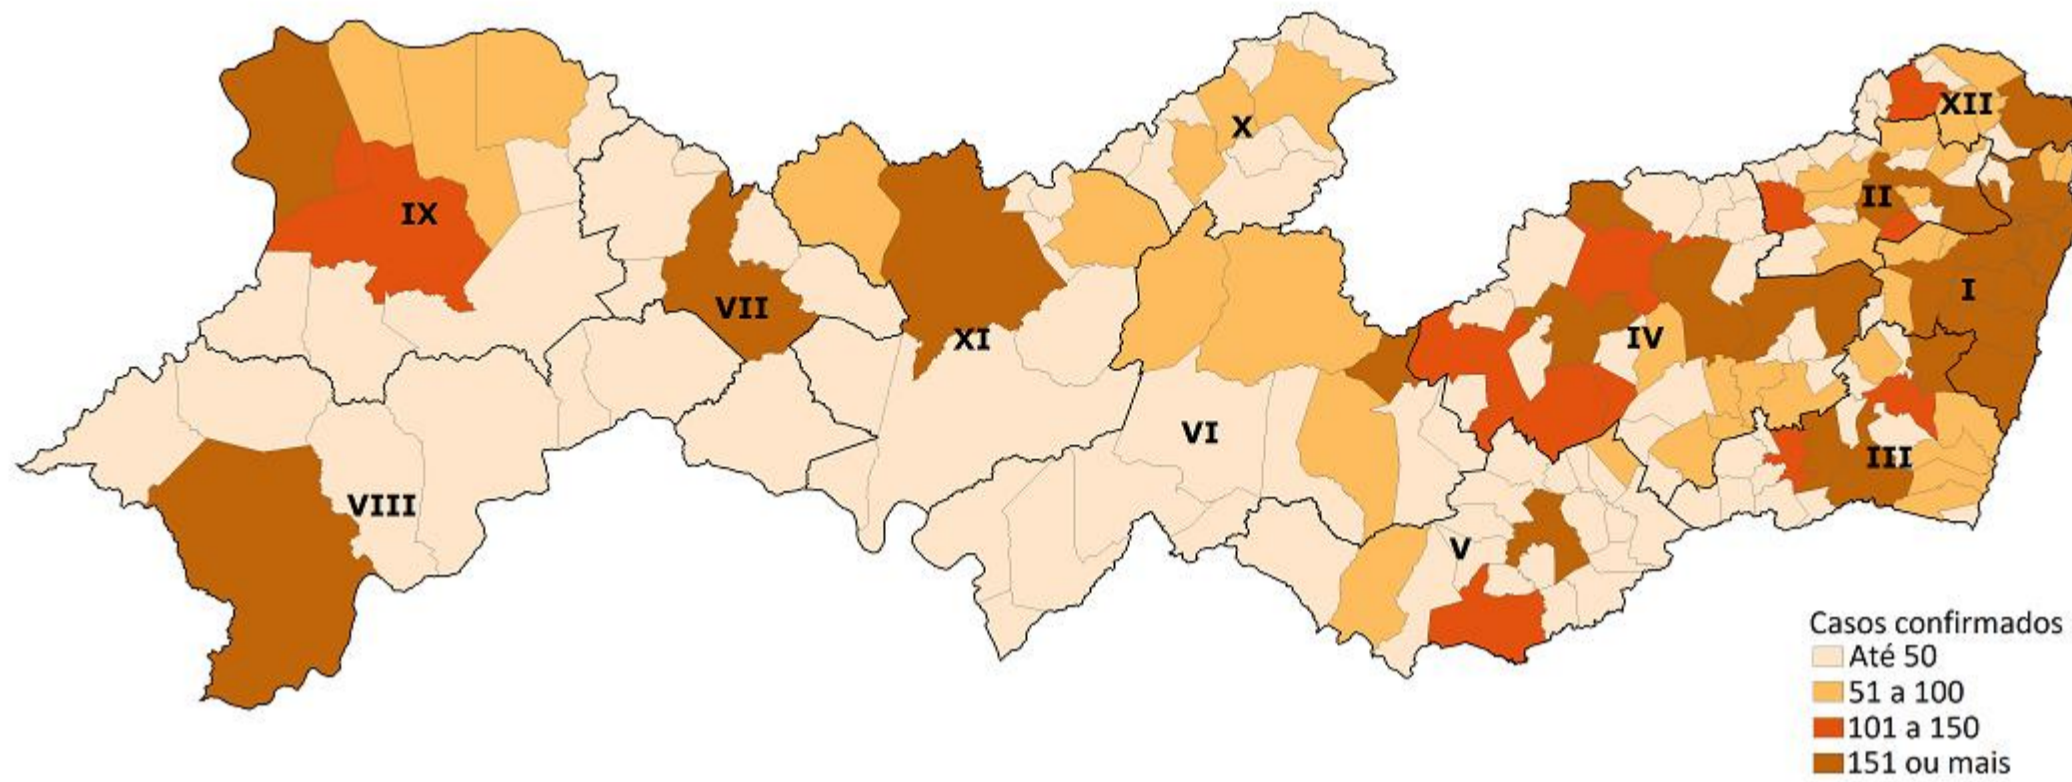 X
XII
II
IX
I
VII
IV
XI
VI
III
VIII
V
Casos confirmados
Até 50
51 a 100
101 a 150
151 ou mais